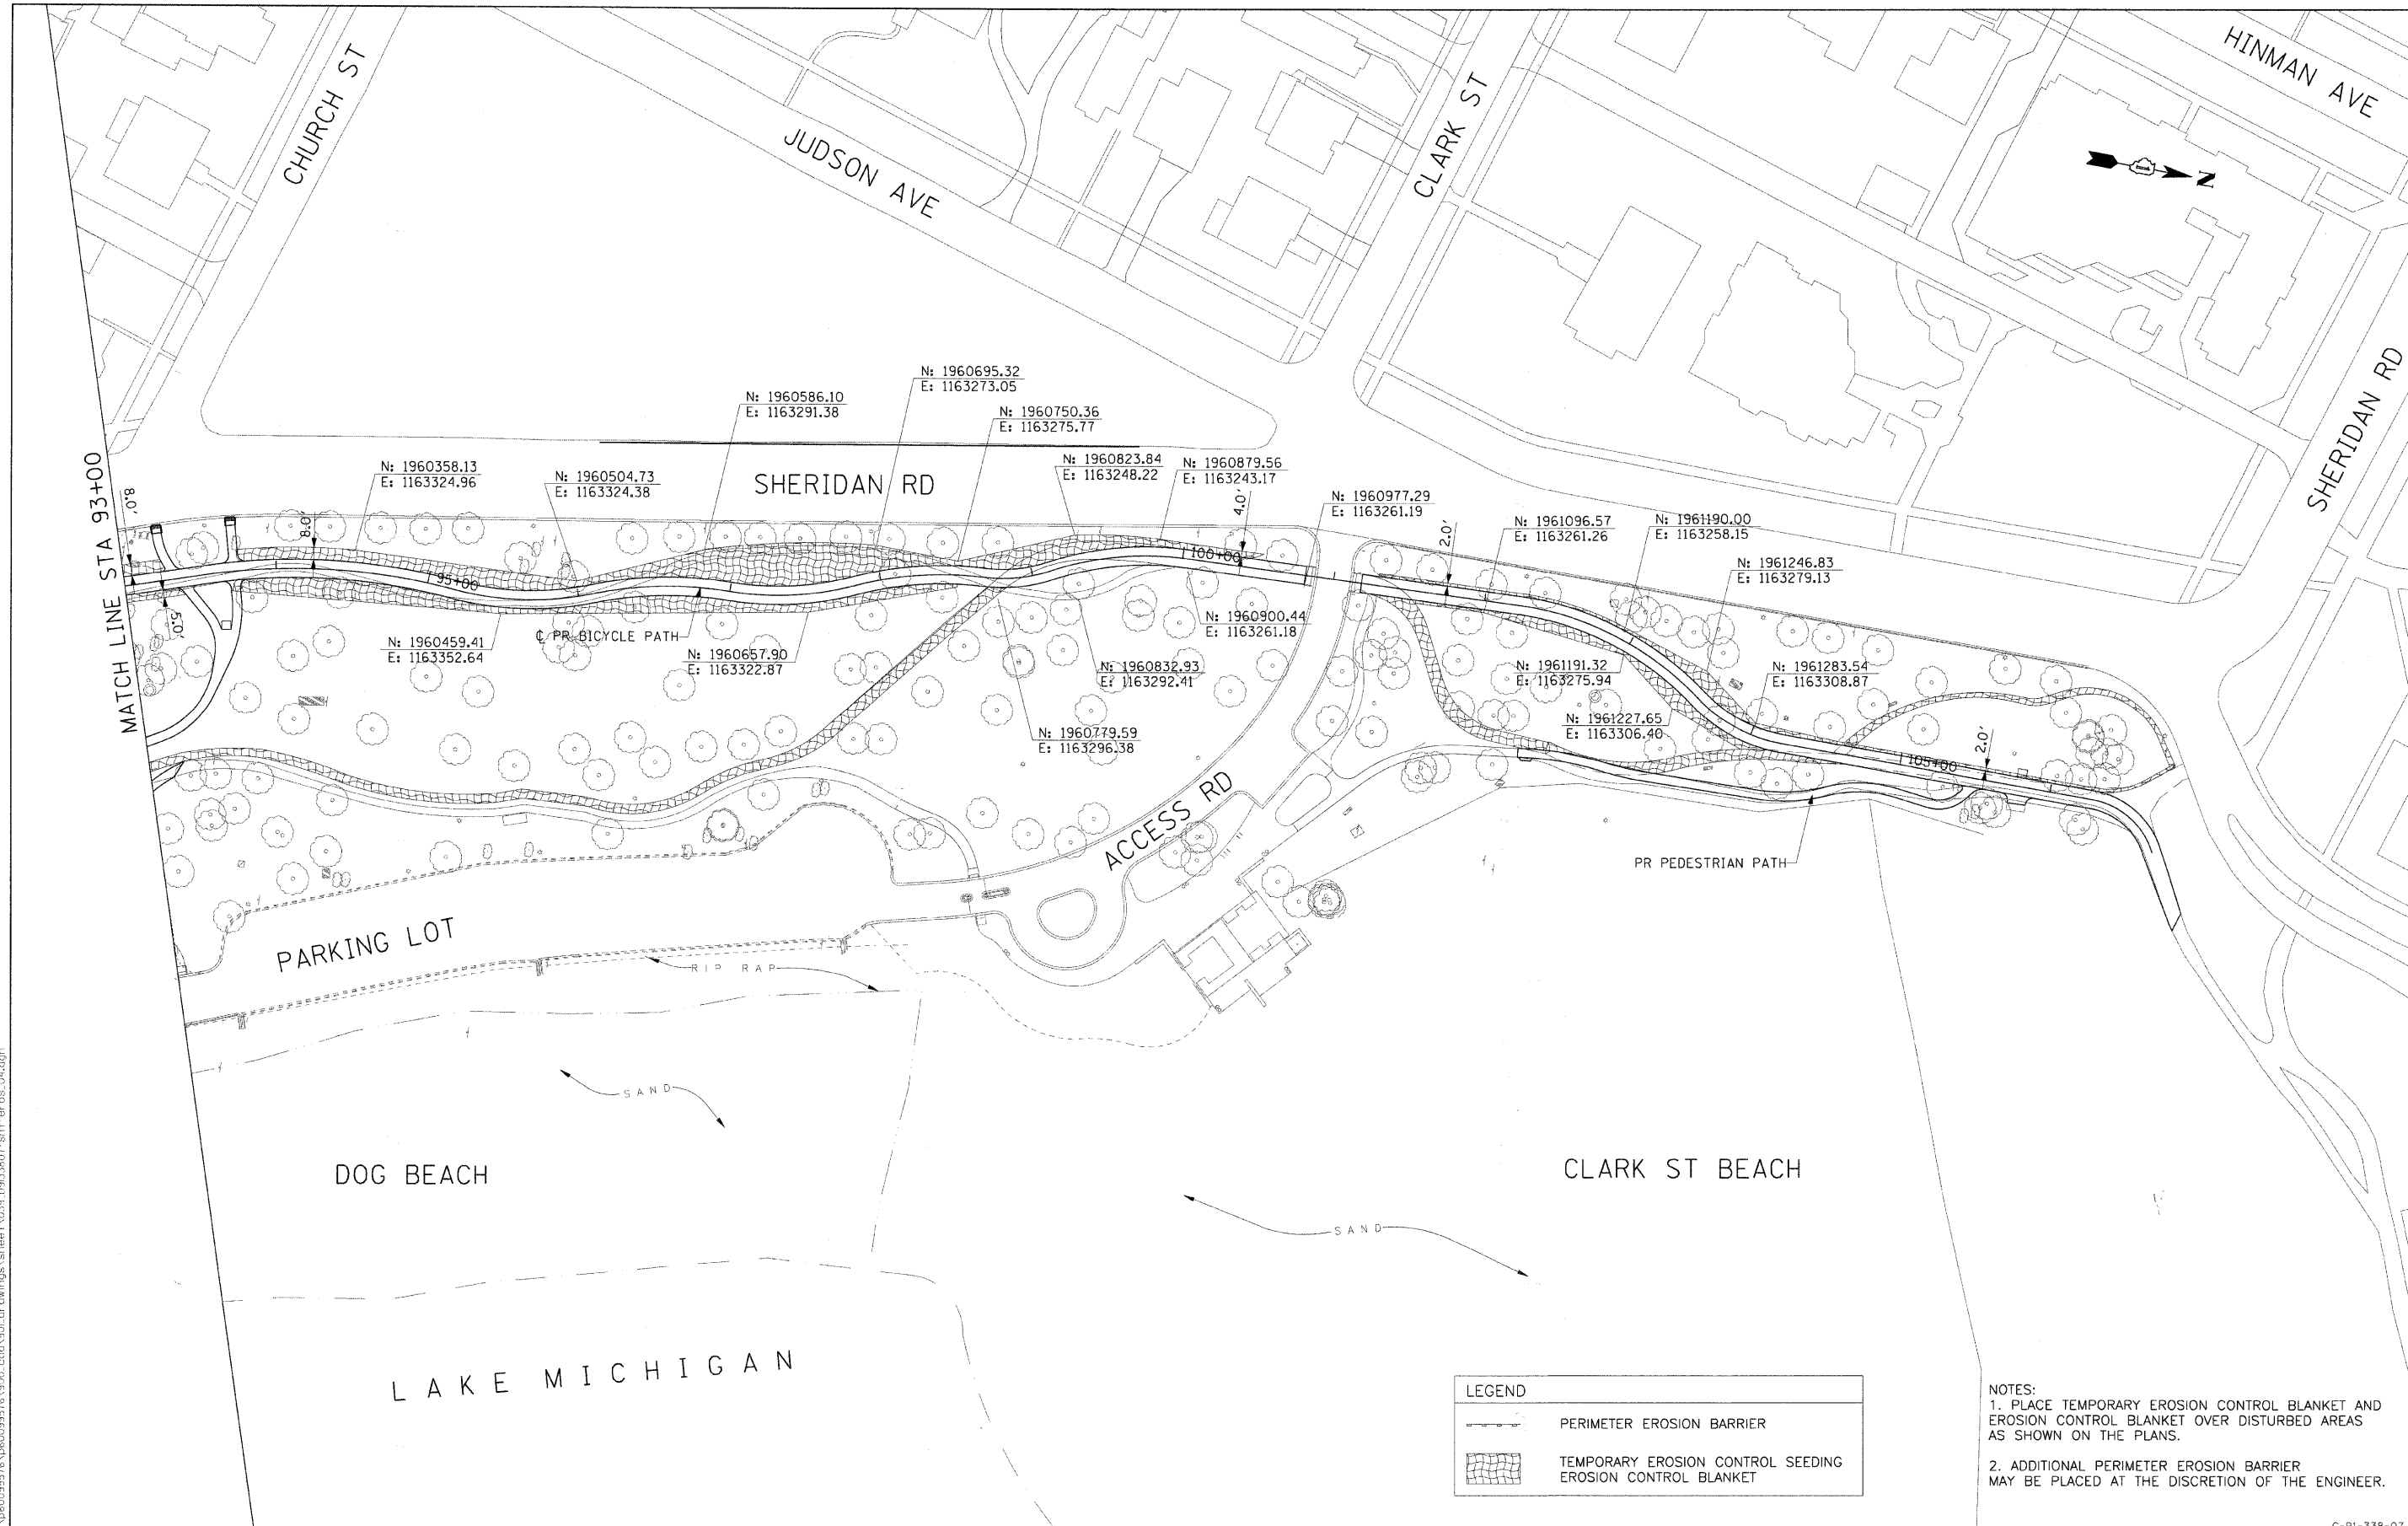 CHURCH ST
JUDSON AVE
CLARK ST
HINMAN AVE
N
SHERIDAN RD
MATCH LINE STA 93+00
N: 1960695.32
E: 1163273.05
N: 1960586.10
E: 1163291.38
N: 1960750.36
E: 1163275.77
N: 1960358.13
E: 1163324.96
N: 1960504.73
E: 1163324.38
SHERIDAN RD
N: 1960823.84
E: 1163248.22
N: 1960879.56
E: 1163243.17
N: 1960977.29
E: 1163261.19
N: 1961096.57
E: 1163261.26
N: 1961190.00
E: 1163258.15
N: 1961246.83
E: 1163279.13
8.0'
8.0'
4.0'
2.0'
95+00
100+00
5.0'
N: 1960459.41
E: 1163352.64
℄ PR BICYCLE PATH
N: 1960657.90
E: 1163322.87
N: 1960900.44
E: 1163261.18
N: 1960832.93
E: 1163292.41
N: 1961191.32
E: 1163275.94
N: 1961283.54
E: 1163308.87
N: 1960779.59
E: 1163296.38
N: 1961227.65
E: 1163306.40
2.0'
105+00
ACCESS RD
PR PEDESTRIAN PATH
PARKING LOT
RIP RAP
SAND
DOG BEACH
CLARK ST BEACH
SAND
LAKE MICHIGAN
LEGEND
PERIMETER EROSION BARRIER
TEMPORARY EROSION CONTROL SEEDING
EROSION CONTROL BLANKET
NOTES:
1. PLACE TEMPORARY EROSION CONTROL BLANKET AND
EROSION CONTROL BLANKET OVER DISTURBED AREAS
AS SHOWN ON THE PLANS.
2. ADDITIONAL PERIMETER EROSION BARRIER
MAY BE PLACED AT THE DISCRETION OF THE ENGINEER.
C-91-338-07